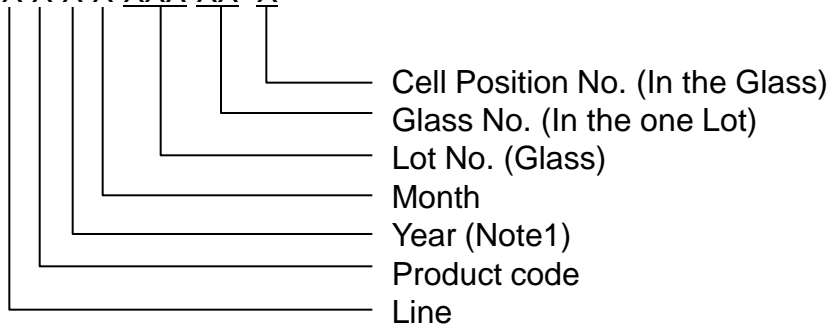 Cell Position No. (In the Glass)
Glass No. (In the one Lot)
Lot No. (Glass)
Month
Year (Note1)
Product code
Line